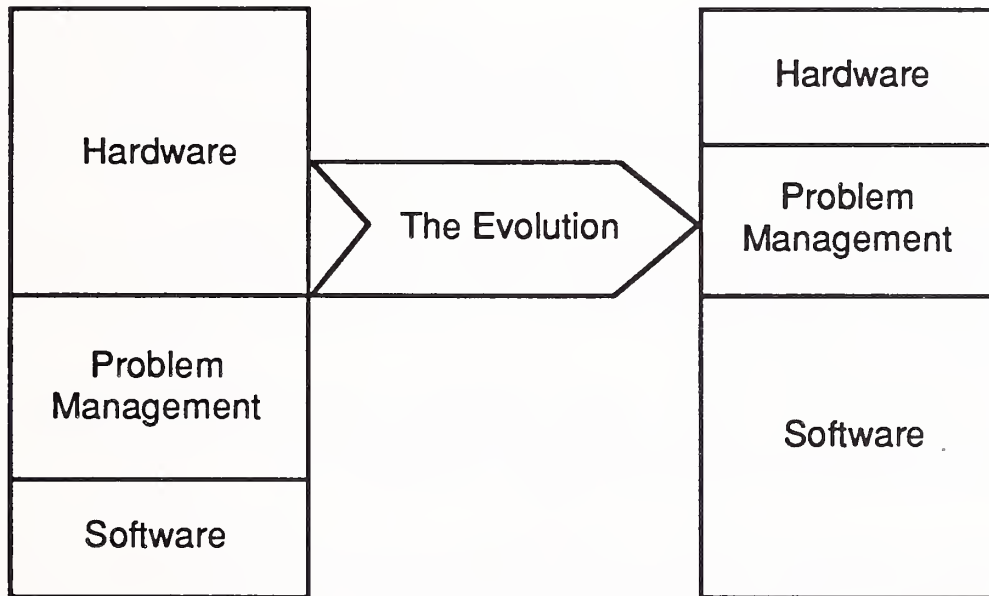 Hardware
Problem
Management
Software
The Evolution
Hardware
Problem
Management
Software